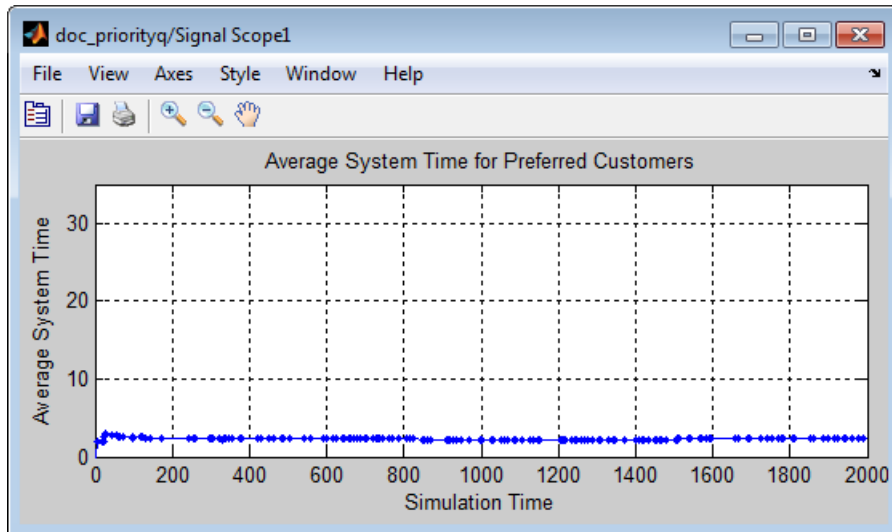 doc_priorityq/Signal Scope1
File View Axes Style Window Help
Average System Time for Preferred Customers
Average System Time
30
20
10
0
0 200 400 600 800 1000 1200 1400 1600 1800 2000
Simulation Time